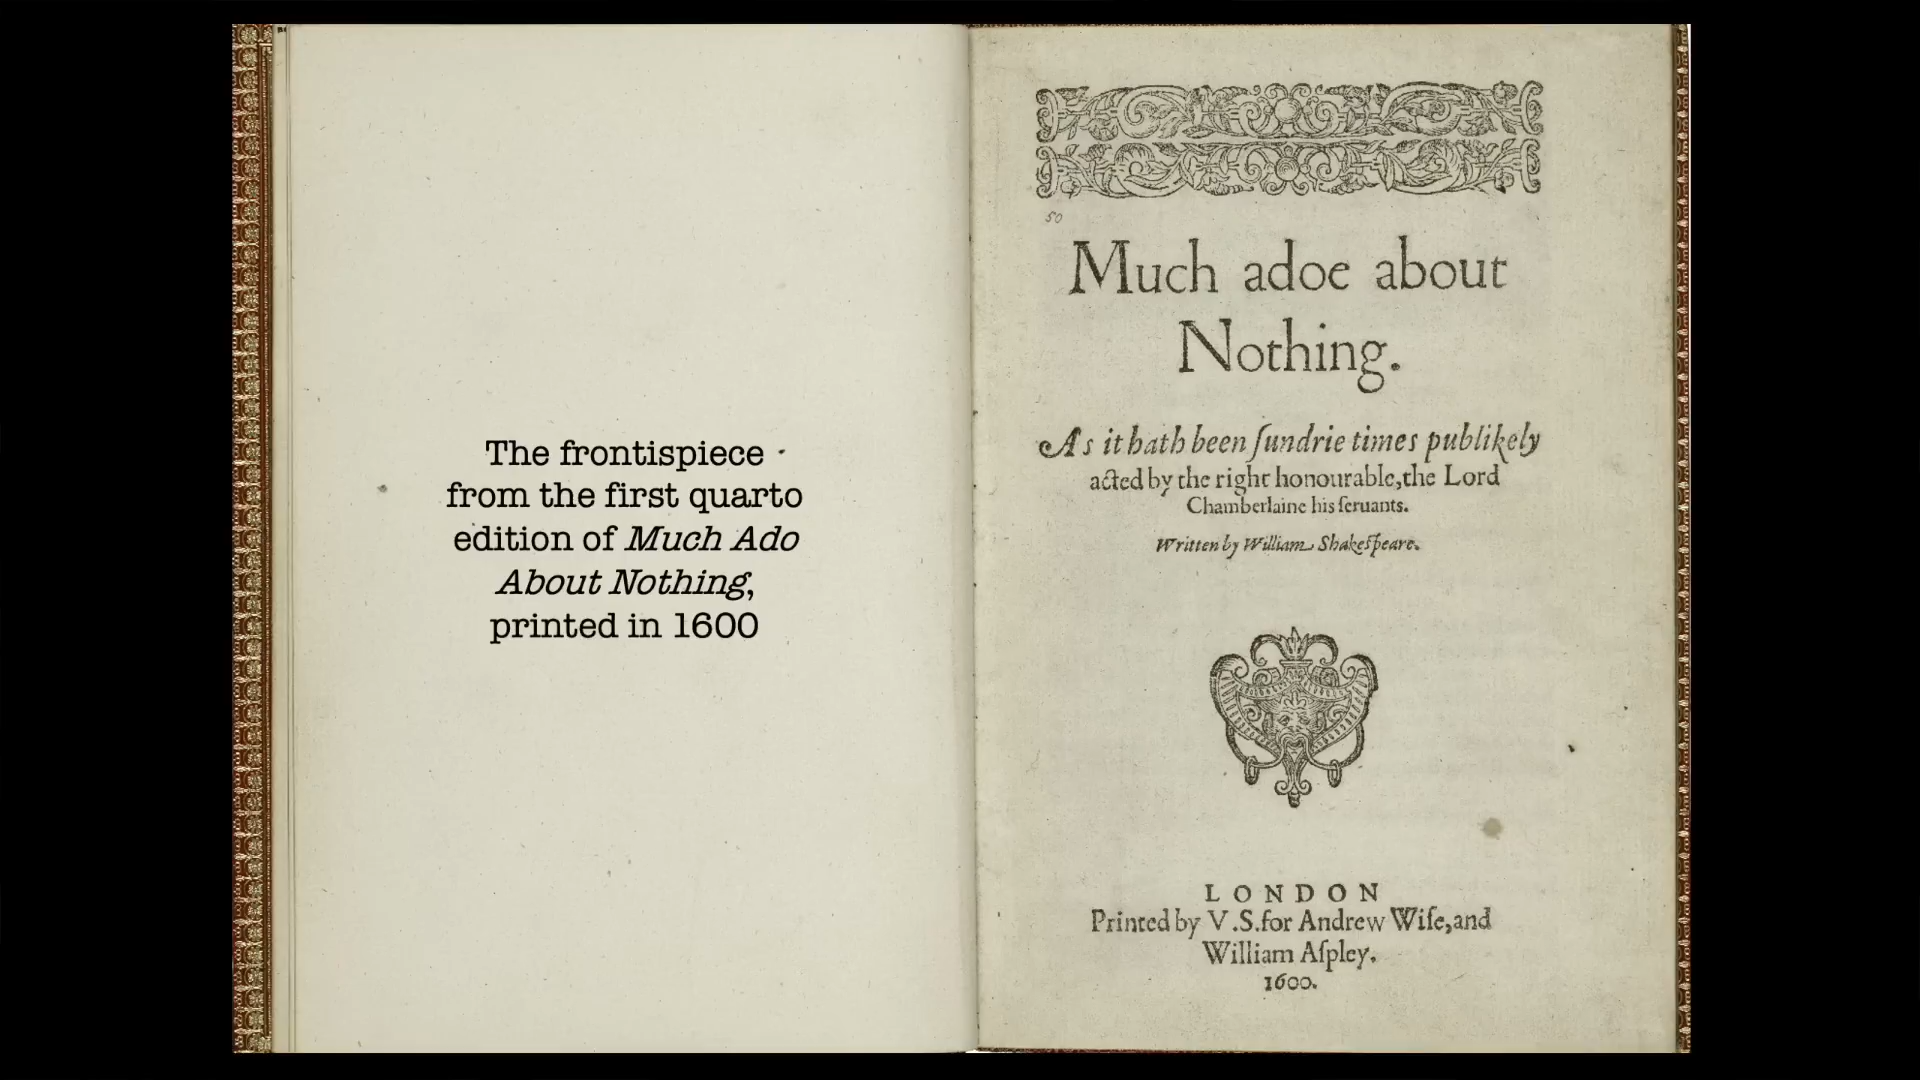 The frontispiece
from the first quarto
edition of Much Ado
About Nothing,
printed in 1600
50
Much adoe about
Nothing.
As it hath been ſundrie times publikely
acted by the right honourable, the Lord
Chamberlaine his ſeruants.
Written by William Shakeſpeare.
LONDON
Printed by V.S. for Andrew Wiſe, and
William Aſpley.
1600.